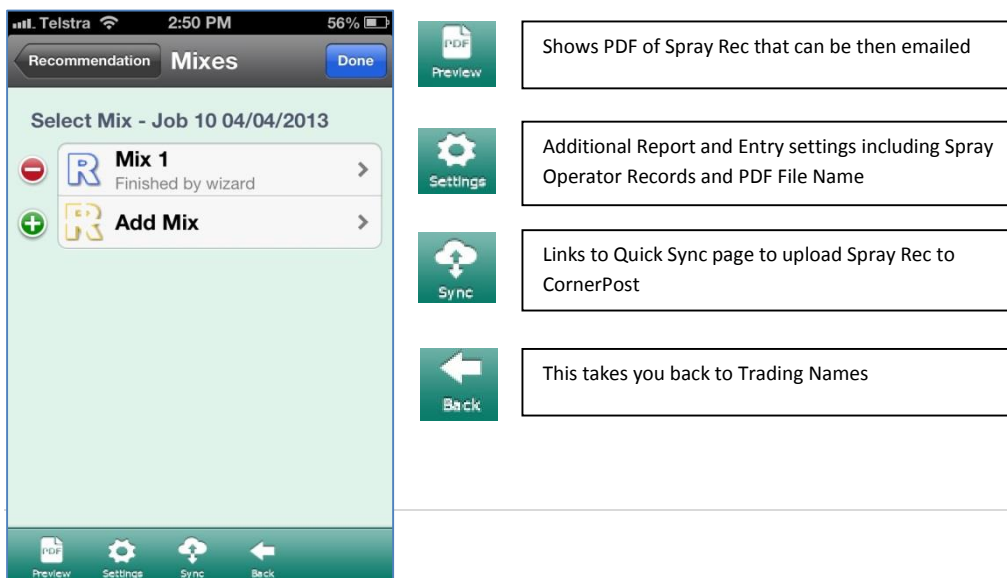 Telstra 2:50 PM 56%
Recommendation Mixes Done
Select Mix - Job 10 04/04/2013
R Mix 1
Finished by wizard
R Add Mix
PDF Preview Settings Sync Back
PDF
Preview
Shows PDF of Spray Rec that can be then emailed
Settings
Additional Report and Entry settings including Spray
Operator Records and PDF File Name
Sync
Links to Quick Sync page to upload Spray Rec to
CornerPost
Back
This takes you back to Trading Names